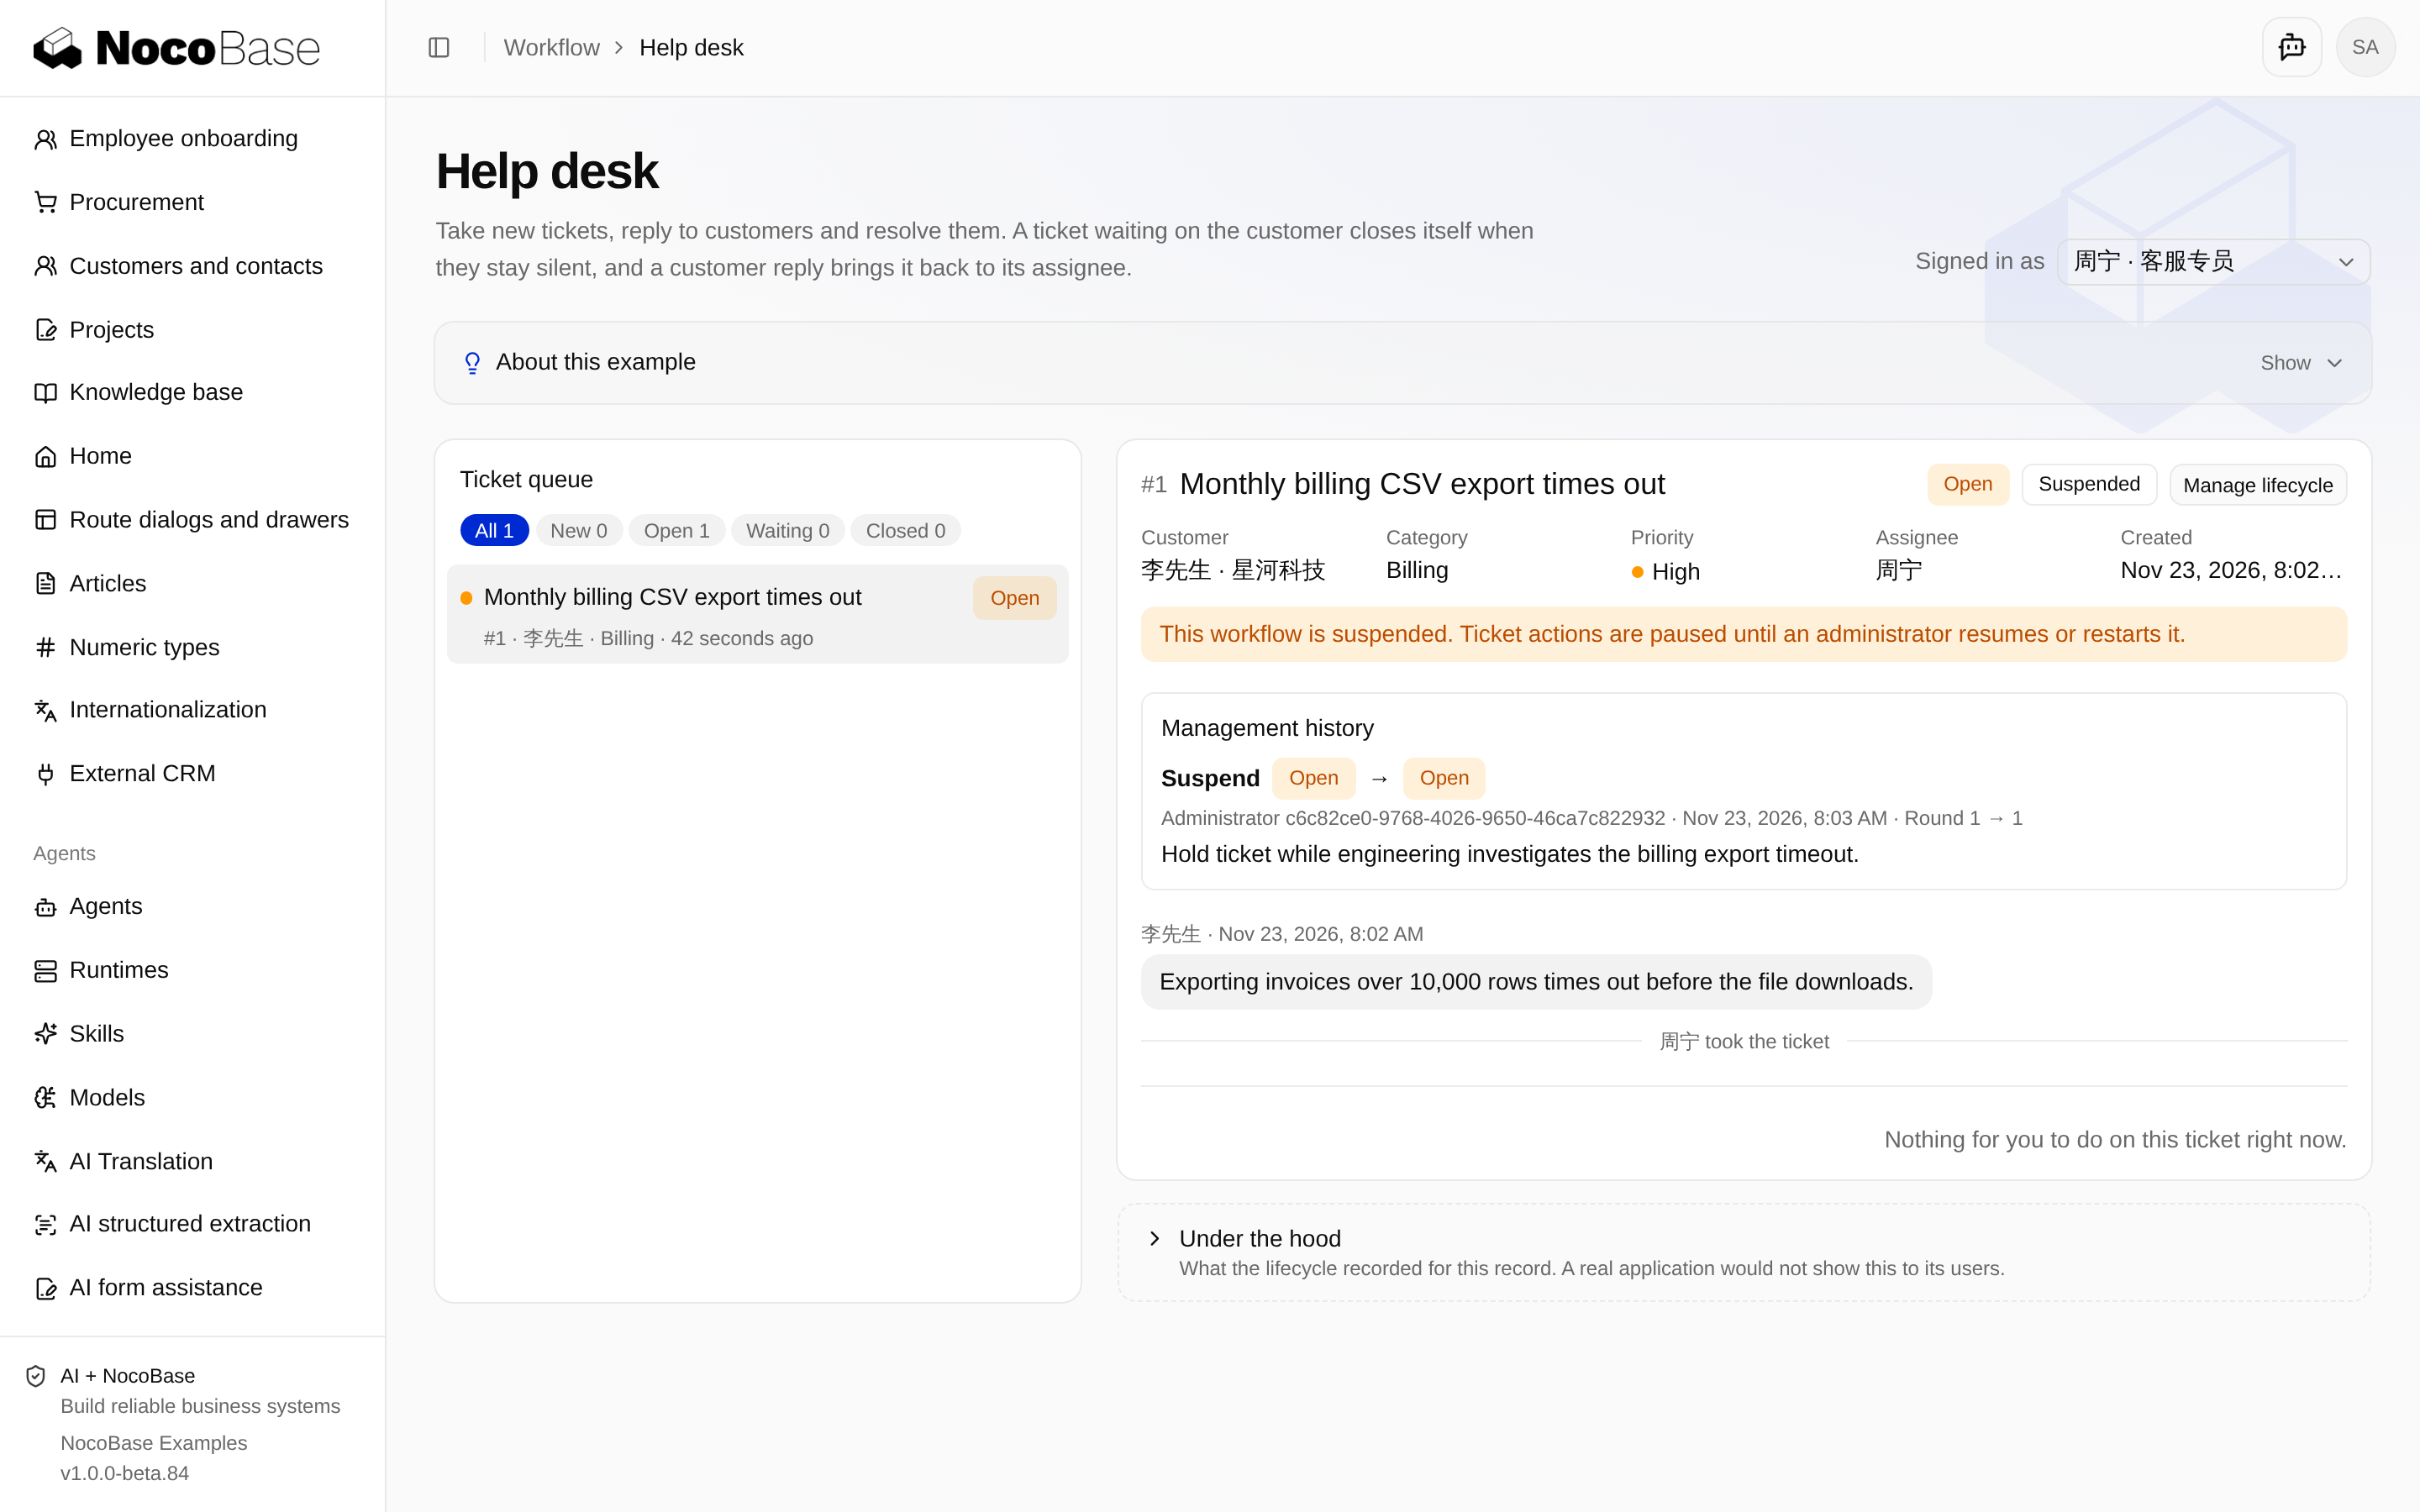 NocoBase
Employee onboarding
Procurement
Customers and contacts
Projects
Knowledge base
Home
Route dialogs and drawers
Articles
Numeric types
Internationalization
External CRM
Agents
Agents
Runtimes
Skills
Models
AI Translation
AI structured extraction
AI form assistance
AI + NocoBase
Build reliable business systems
NocoBase Examples
v1.0.0-beta.84
Workflow > Help desk
SA
Help desk
Take new tickets, reply to customers and resolve them. A ticket waiting on the customer closes itself when
they stay silent, and a customer reply brings it back to its assignee.
Signed in as 周宁 · 客服专员
About this example
Show
Ticket queue
All 1 New 0 Open 1 Waiting 0 Closed 0
Monthly billing CSV export times out Open
#1 · 李先生 · Billing · 42 seconds ago
#1 Monthly billing CSV export times out Open Suspended Manage lifecycle
Customer Category Priority Assignee Created
李先生 · 星河科技 Billing High 周宁 Nov 23, 2026, 8:02…
This workflow is suspended. Ticket actions are paused until an administrator resumes or restarts it.
Management history
Suspend Open → Open
Administrator c6c82ce0-9768-4026-9650-46ca7c822932 · Nov 23, 2026, 8:03 AM · Round 1 → 1
Hold ticket while engineering investigates the billing export timeout.
李先生 · Nov 23, 2026, 8:02 AM
Exporting invoices over 10,000 rows times out before the file downloads.
周宁 took the ticket
Nothing for you to do on this ticket right now.
Under the hood
What the lifecycle recorded for this record. A real application would not show this to its users.